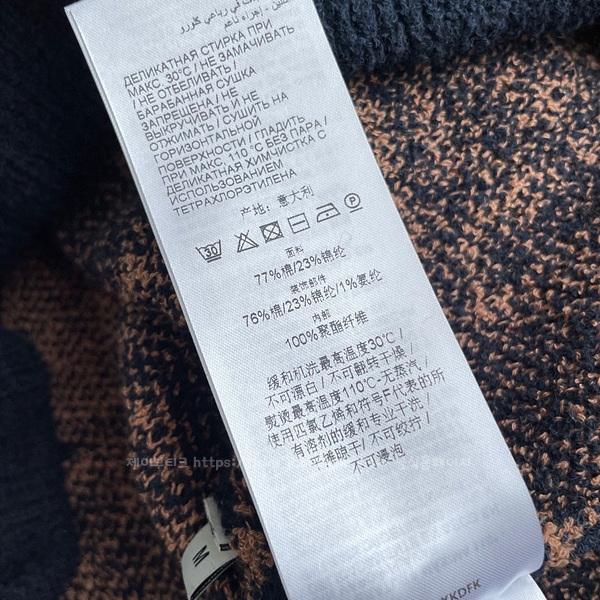 ДЕЛИКАТНАЯ СТИРКА ПРИ
МАКС. 30°C / НЕ ЗАМАЧИВАТЬ
/ НЕ ОТБЕЛИВАТЬ /
БАРАБАННАЯ СУШКА
ЗАПРЕЩЕНА / НЕ
ВЫКРУЧИВАТЬ И НЕ
ОТЖИМАТЬ / СУШИТЬ НА
ГОРИЗОНТАЛЬНОЙ
ПОВЕРХНОСТИ / ГЛАДИТЬ
ПРИ МАКС. 110°C БЕЗ ПАРА /
ДЕЛИКАТНАЯ ХИМЧИСТКА С
ИСПОЛЬЗОВАНИЕМ
ТЕТРАХЛОРЭТИЛЕНА
产地: 意大利
30
P
面料
77%棉/23%锦纶
装饰部件
76%棉/23%锦纶/1%氨纶
内部
100%聚酯纤维
缓和机洗最高温度30℃ /
不可漂白 / 不可翻转干燥 /
熨烫最高温度110℃-无蒸汽 /
使用四氯乙烯和符号F代表的所
有溶剂的缓和专业干洗 /
平摊晾干 / 不可绞拧 /
不可浸泡
M
XKDFK